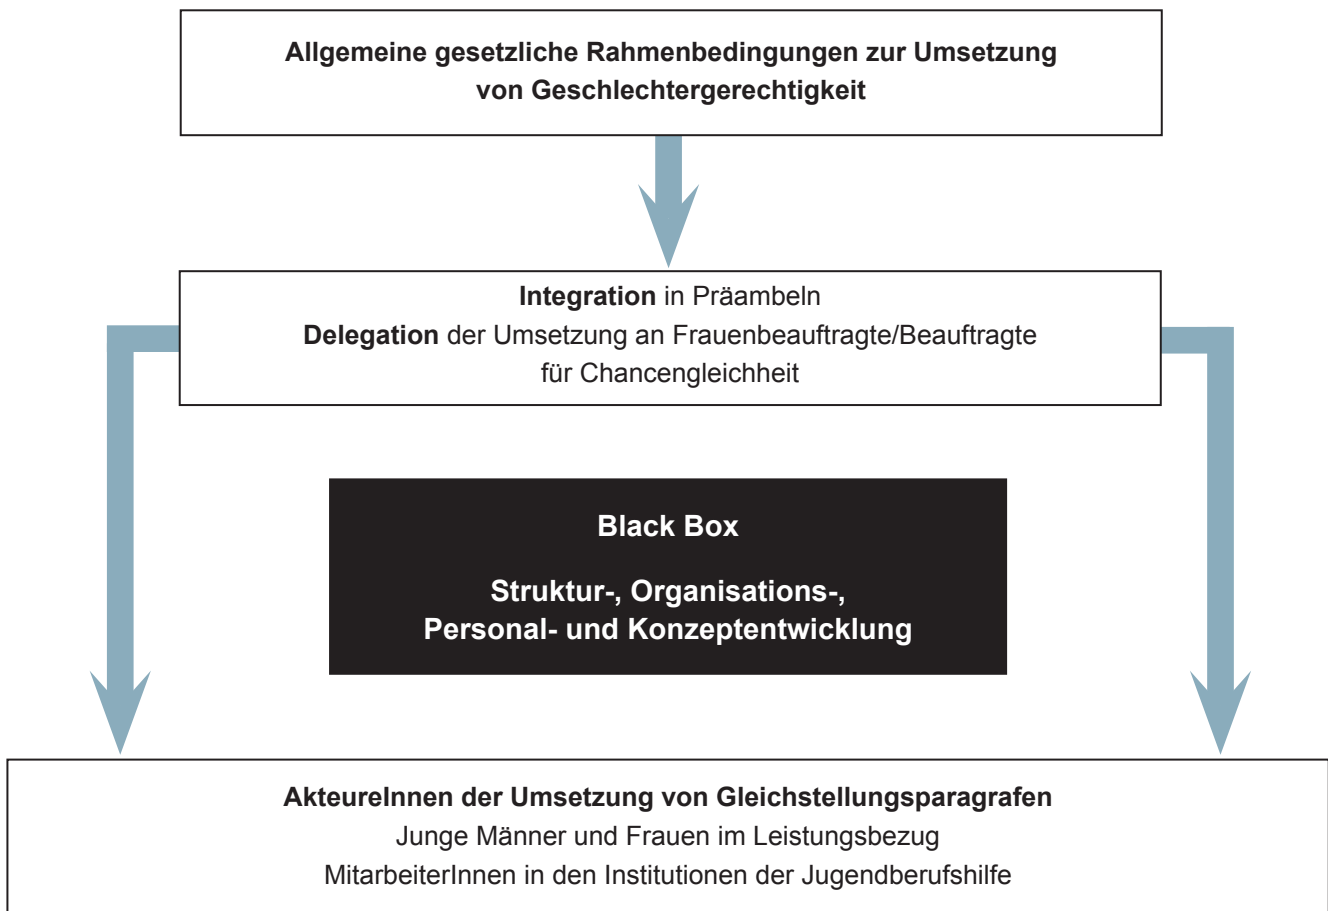 Allgemeine gesetzliche Rahmenbedingungen zur Umsetzung
von Geschlechtergerechtigkeit
Integration in Präambeln
Delegation der Umsetzung an Frauenbeauftragte/Beauftragte
für Chancengleichheit
Black Box
Struktur-, Organisations-,
Personal- und Konzeptentwicklung
AkteureInnen der Umsetzung von Gleichstellungsparagrafen
Junge Männer und Frauen im Leistungsbezug
MitarbeiterInnen in den Institutionen der Jugendberufshilfe